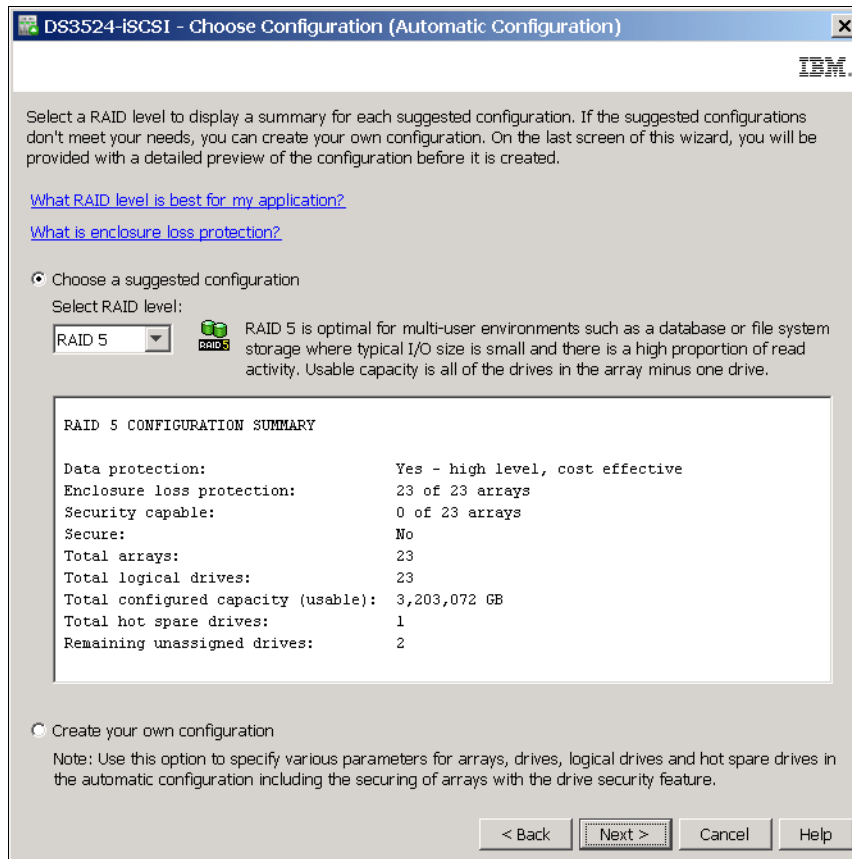 DS3524-iSCSI - Choose Configuration (Automatic Configuration)
IBM.
Select a RAID level to display a summary for each suggested configuration. If the suggested configurations
don't meet your needs, you can create your own configuration. On the last screen of this wizard, you will be
provided with a detailed preview of the configuration before it is created.
What RAID level is best for my application?
What is enclosure loss protection?
Choose a suggested configuration
Select RAID level:
RAID 5
RAID 5
RAID 5 is optimal for multi-user environments such as a database or file system
storage where typical I/O size is small and there is a high proportion of read
activity. Usable capacity is all of the drives in the array minus one drive.
RAID 5 CONFIGURATION SUMMARY
Data protection: Yes - high level, cost effective
Enclosure loss protection: 23 of 23 arrays
Security capable: 0 of 23 arrays
Secure: No
Total arrays: 23
Total logical drives: 23
Total configured capacity (usable): 3,203,072 GB
Total hot spare drives: 1
Remaining unassigned drives: 2
Create your own configuration
Note: Use this option to specify various parameters for arrays, drives, logical drives and hot spare drives in
the automatic configuration including the securing of arrays with the drive security feature.
< Back Next > Cancel Help